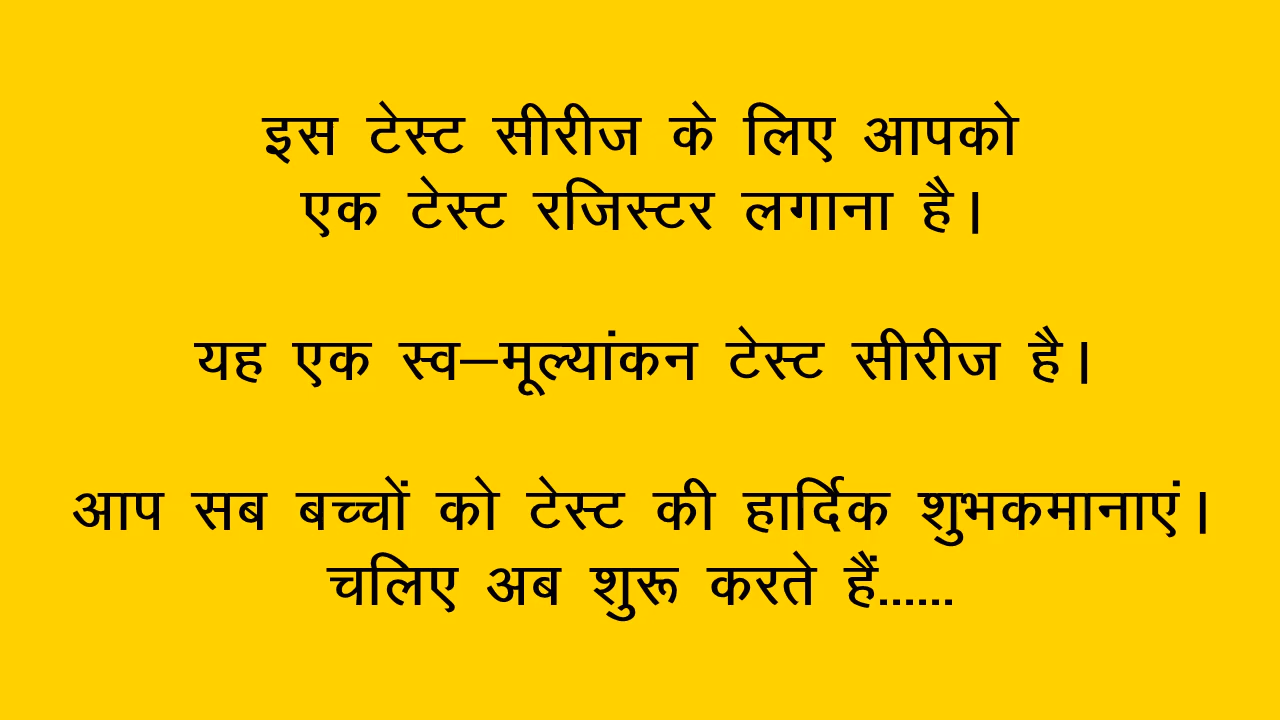 इस टेस्ट सीरीज के लिए आपको
एक टेस्ट रजिस्टर लगाना है।
यह एक स्व–मूल्यांकन टेस्ट सीरीज है।
आप सब बच्चों को टेस्ट की हार्दिक शुभकमानाएं।
चलिए अब शुरू करते हैं......